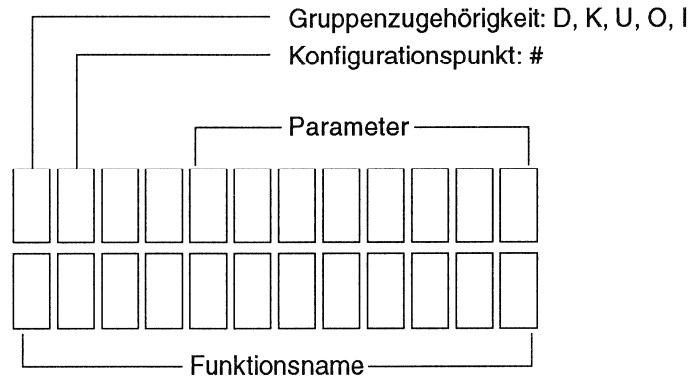 Gruppenzugehörigkeit: D, K, U, O, I
Konfigurationspunkt: #
Parameter
Funktionsname